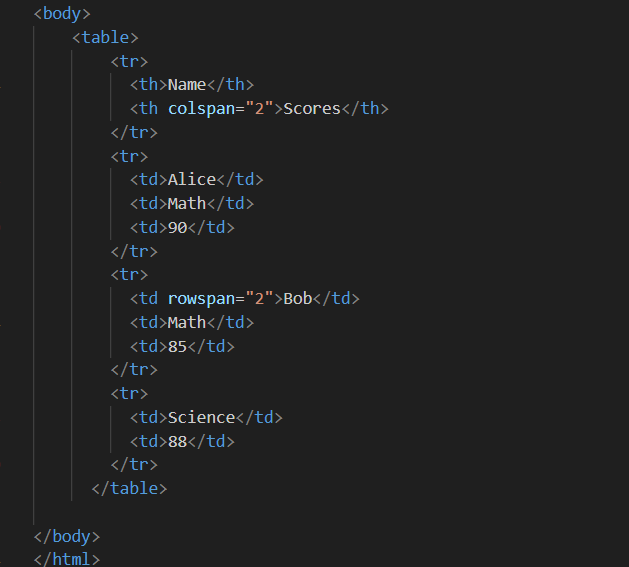 <body>
<table>
<tr>
<th>Name</th>
<th colspan="2">Scores</th>
</tr>
<tr>
<td>Alice</td>
<td>Math</td>
<td>90</td>
</tr>
<tr>
<td rowspan="2">Bob</td>
<td>Math</td>
<td>85</td>
</tr>
<tr>
<td>Science</td>
<td>88</td>
</tr>
</table>
</body>
</html>